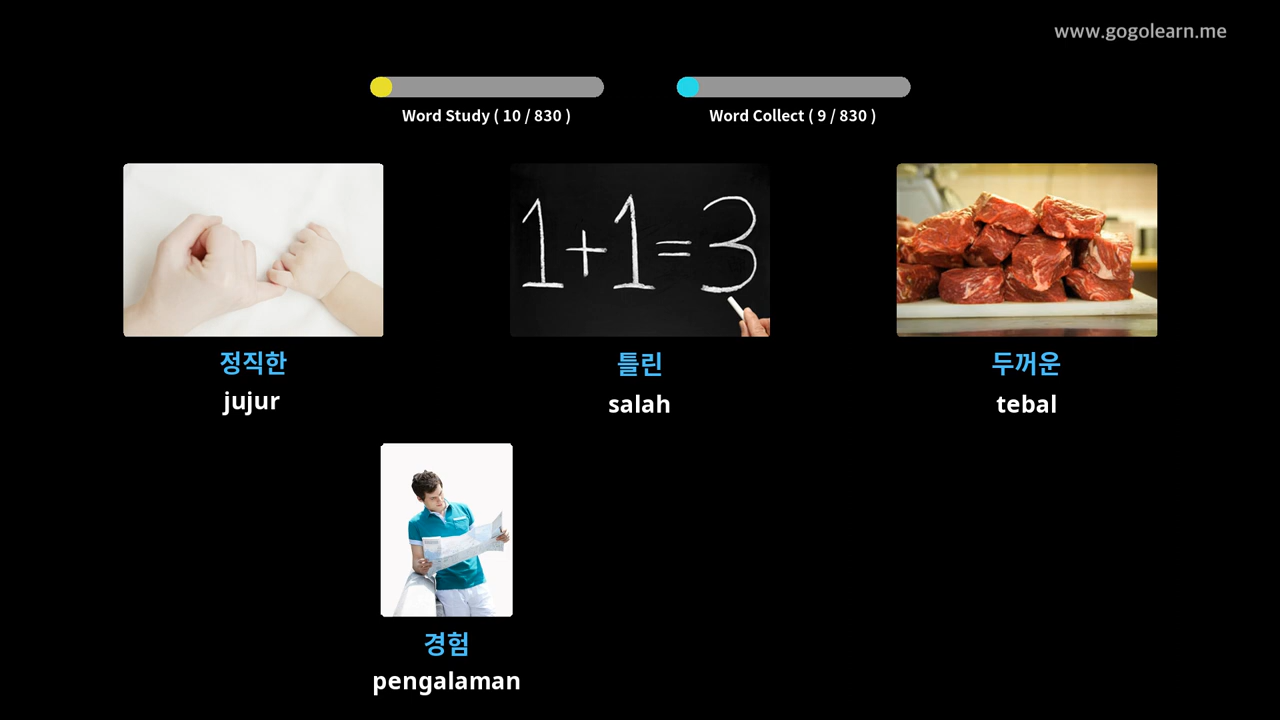 www.gogolearn.me
Word Study ( 10 / 830 )
Word Collect ( 9 / 830 )
1+1=3
정직한
jujur
틀린
salah
두꺼운
tebal
경험
pengalaman